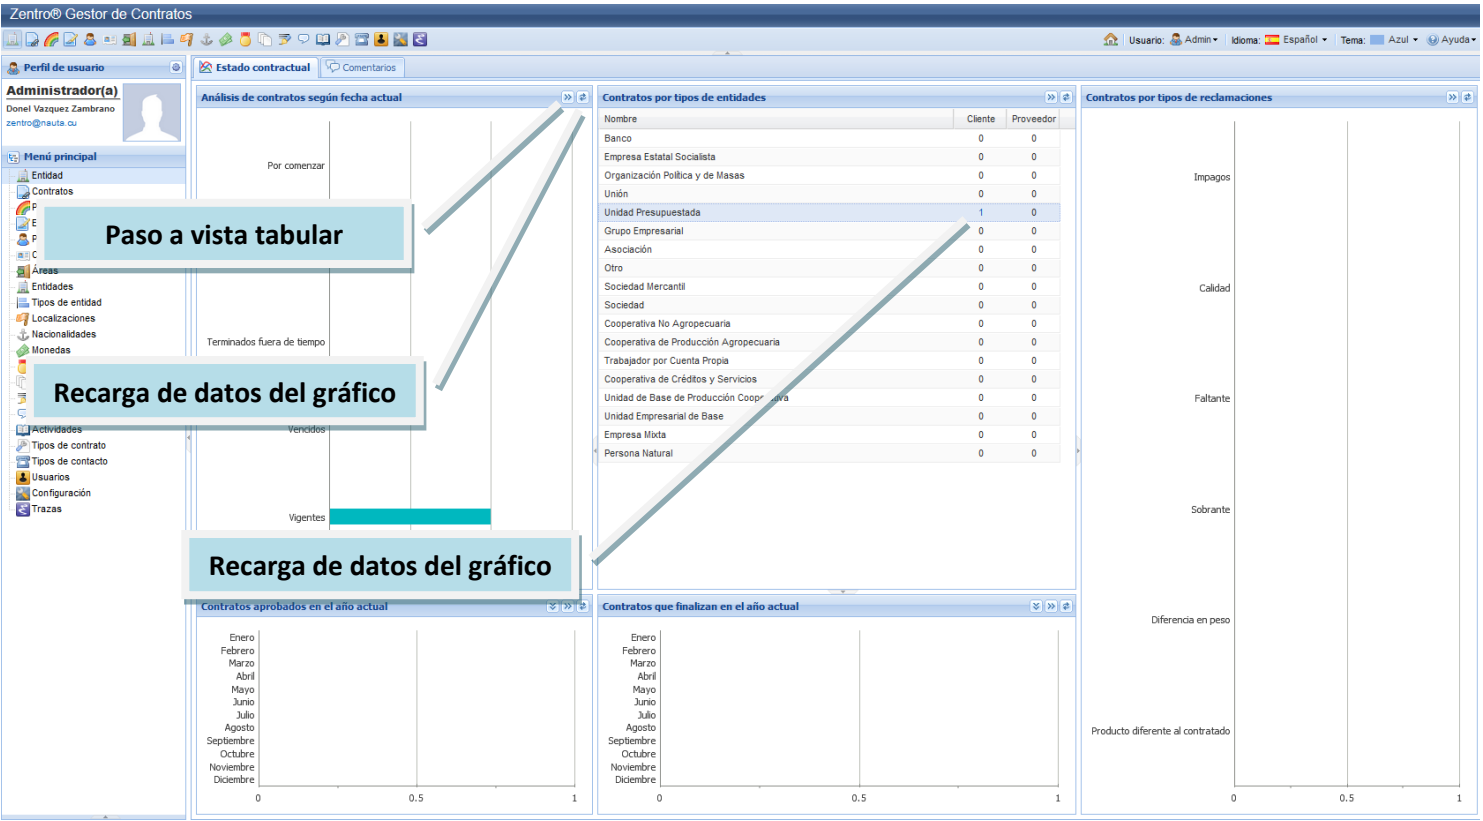 Zentro® Gestor de Contratos
Usuario: Admin
Idioma: Español
Tema: Azul
Ayuda
Perfil de usuario
Administrador(a)
Donel Vazquez Zambrano
zentro@nauta.cu
Menú principal
Entidad
Contratos
P
E
P
C
Áreas
Entidades
Tipos de entidad
Localizaciones
Nacionalidades
Monedas
Actividades
Tipos de contrato
Tipos de contacto
Usuarios
Configuración
Trazas
Estado contractual
Comentarios
Análisis de contratos según fecha actual
Por comenzar
Terminados fuera de tiempo
Vencidos
Vigentes
Paso a vista tabular
Recarga de datos del gráfico
Recarga de datos del gráfico
Contratos por tipos de entidades
Nombre Cliente Proveedor
Banco 0 0
Empresa Estatal Socialista 0 0
Organización Política y de Masas 0 0
Unión 0 0
Unidad Presupuestada 1 0
Grupo Empresarial 0 0
Asociación 0 0
Otro 0 0
Sociedad Mercantil 0 0
Sociedad 0 0
Cooperativa No Agropecuaria 0 0
Cooperativa de Producción Agropecuaria 0 0
Trabajador por Cuenta Propia 0 0
Cooperativa de Créditos y Servicios 0 0
Unidad de Base de Producción Cooperativa 0 0
Unidad Empresarial de Base 0 0
Empresa Mixta 0 0
Persona Natural 0 0
Contratos por tipos de reclamaciones
Impagos
Calidad
Faltante
Sobrante
Diferencia en peso
Producto diferente al contratado
0 0.5 1
Contratos aprobados en el año actual
Enero
Febrero
Marzo
Abril
Mayo
Junio
Julio
Agosto
Septiembre
Octubre
Noviembre
Diciembre
0 0.5 1
Contratos que finalizan en el año actual
Enero
Febrero
Marzo
Abril
Mayo
Junio
Julio
Agosto
Septiembre
Octubre
Noviembre
Diciembre
0 0.5 1